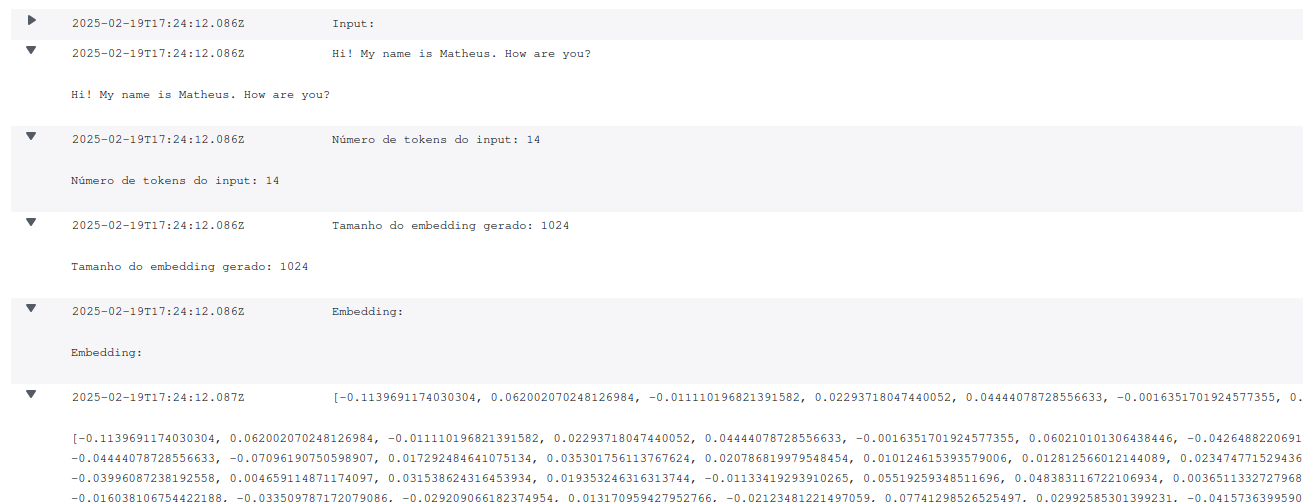 2025-02-19T17:24:12.086Z Input:
2025-02-19T17:24:12.086Z Hi! My name is Matheus. How are you?
Hi! My name is Matheus. How are you?
2025-02-19T17:24:12.086Z Número de tokens do input: 14
Número de tokens do input: 14
2025-02-19T17:24:12.086Z Tamanho do embedding gerado: 1024
Tamanho do embedding gerado: 1024
2025-02-19T17:24:12.086Z Embedding:
Embedding:
2025-02-19T17:24:12.087Z [-0.1139691174030304, 0.062002070248126984, -0.011110196821391582, 0.02293718047440052, 0.04444078728556633, -0.0016351701924577355, 0.
[-0.1139691174030304, 0.062002070248126984, -0.011110196821391582, 0.02293718047440052, 0.04444078728556633, -0.0016351701924577355, 0.060210101306438446, -0.0426488220691
-0.04444078728556633, -0.07096190750598907, 0.017292484641075134, 0.035301756113767624, 0.020786819979548454, 0.010124615393579006, 0.012812566012144089, 0.023474771529436
-0.03996087238192558, 0.004659114871174097, 0.031538624316453934, 0.019353246316313744, -0.01133419293910265, 0.05519259348511696, 0.048383116722106934, 0.0036511332727968
-0.016038106754422188, -0.033509787172079086, -0.029209066182374954, 0.013170959427952766, -0.02123481221497059, 0.07741298526525497, 0.02992585301399231, -0.0415736399590